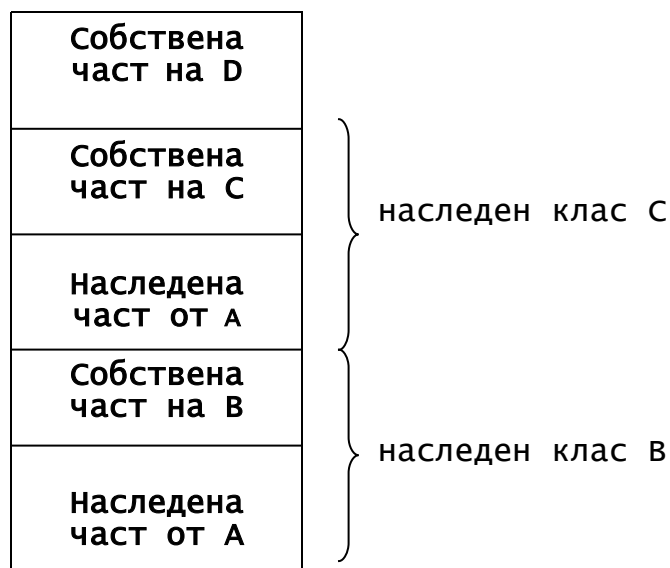 Собствена
част на D
Собствена
част на C
наследен клас C
Наследена
част от A
Собствена
част на B
наследен клас B
Наследена
част от A